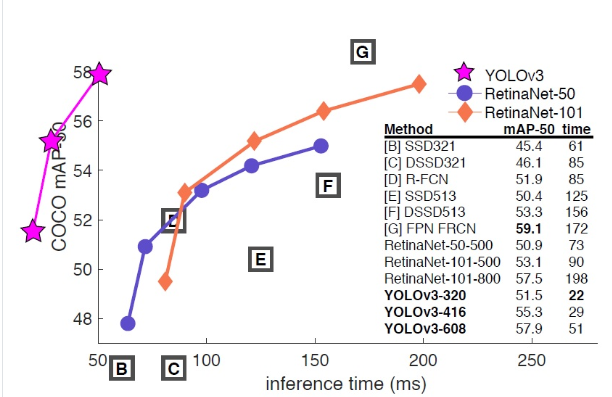 G
YOLOv3
RetinaNet-50
RetinaNet-101
58
56
54
52
50
48
COCO mAP-50
D
E
F
Method mAP-50 time
[B] SSD321 45.4 61
[C] DSSD321 46.1 85
[D] R-FCN 51.9 85
[E] SSD513 50.4 125
[F] DSSD513 53.3 156
[G] FPN FRCN 59.1 172
RetinaNet-50-500 50.9 73
RetinaNet-101-500 53.1 90
RetinaNet-101-800 57.5 198
YOLOv3-320 51.5 22
YOLOv3-416 55.3 29
YOLOv3-608 57.9 51
50 100 150 200 250
B C
inference time (ms)